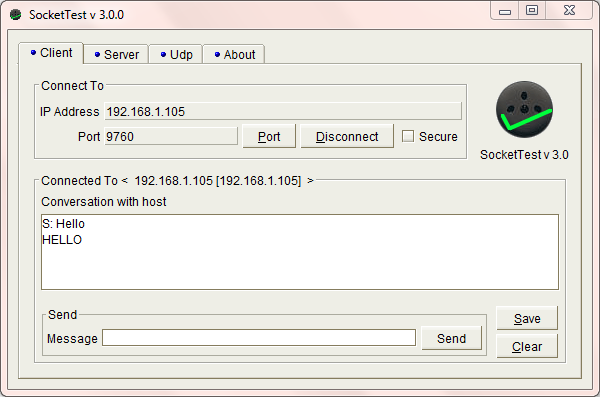 SocketTest v 3.0.0
Client
Server
Udp
About
Connect To
IP Address 192.168.1.105
Port 9760 Port Disconnect Secure
SocketTest v 3.0
Connected To < 192.168.1.105 [192.168.1.105] >
Conversation with host
S: Hello
HELLO
Send
Message Send
Save
Clear